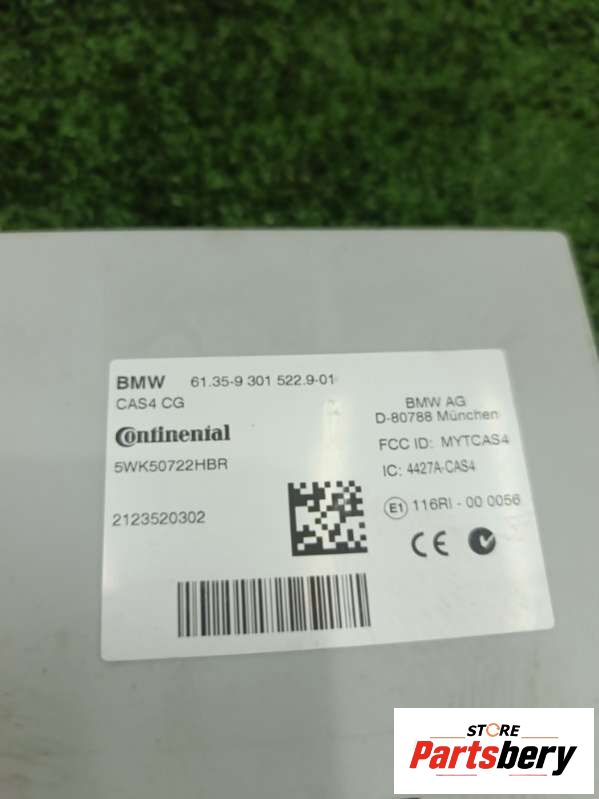 BMW 61.35-9 301 522.9-01
CAS4 CG
Continental
5WK50722HBR
2123520302
BMW AG
D-80788 München
FCC ID: MYTCAS4
IC: 4427A-CAS4
E1 116RI - 00 0056
CE
STORE
Partsbery